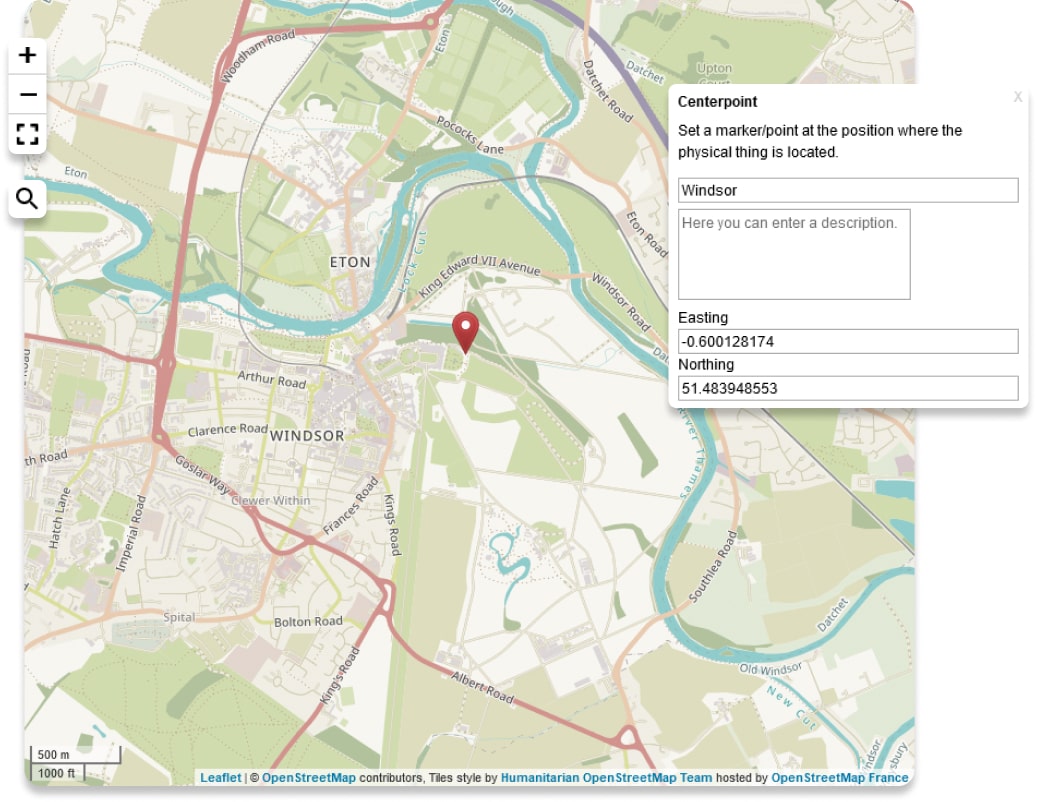 ough
Eton
Woodham Road
Datchet
Datchet Road
Upton
+
−
Centerpoint
X
Set a marker/point at the position where the
physical thing is located.
Windsor
Here you can enter a description.
Easting
-0.600128174
Northing
51.483948553
Pococks Lane
Eton
Eton Road
ETON
Lock Cut
King Edward VII Avenue
Windsor Road
Dat
Arthur Road
Clarence Road
WINDSOR
th Road
Goslar Way
River Thames
Clewer Within
Frances Road
Kings Road
Hatch Lane
Imperial Road
Southlea Road
Spital
Bolton Road
Datchet
Old Windsor
King's Road
Albert Road
New Cut
indsor
sbury
500 m
1000 ft
Leaflet | © OpenStreetMap contributors, Tiles style by Humanitarian OpenStreetMap Team hosted by OpenStreetMap France